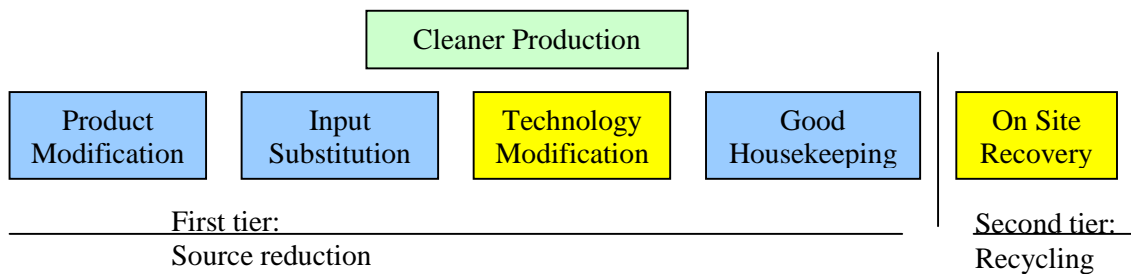 Cleaner Production
Product
Modification
Input
Substitution
Technology
Modification
Good
Housekeeping
On Site
Recovery
First tier:
Source reduction
Second tier:
Recycling